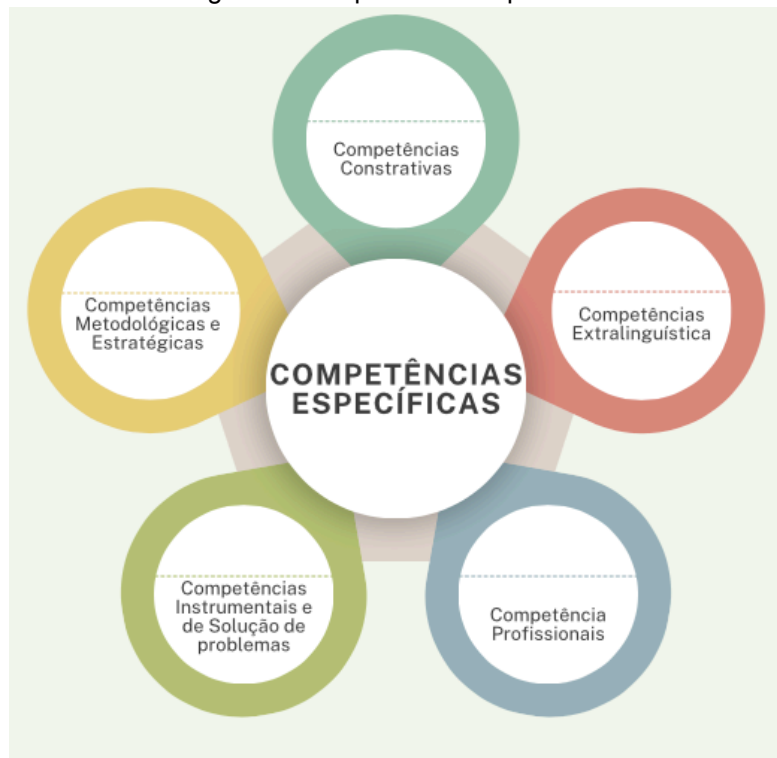 Competências
Constrativas
Competências
Metodológicas e
Estratégicas
Competências
Extralinguística
COMPETÊNCIAS
ESPECÍFICAS
Competências
Instrumentais e
de Solução de
problemas
Competência
Profissionais